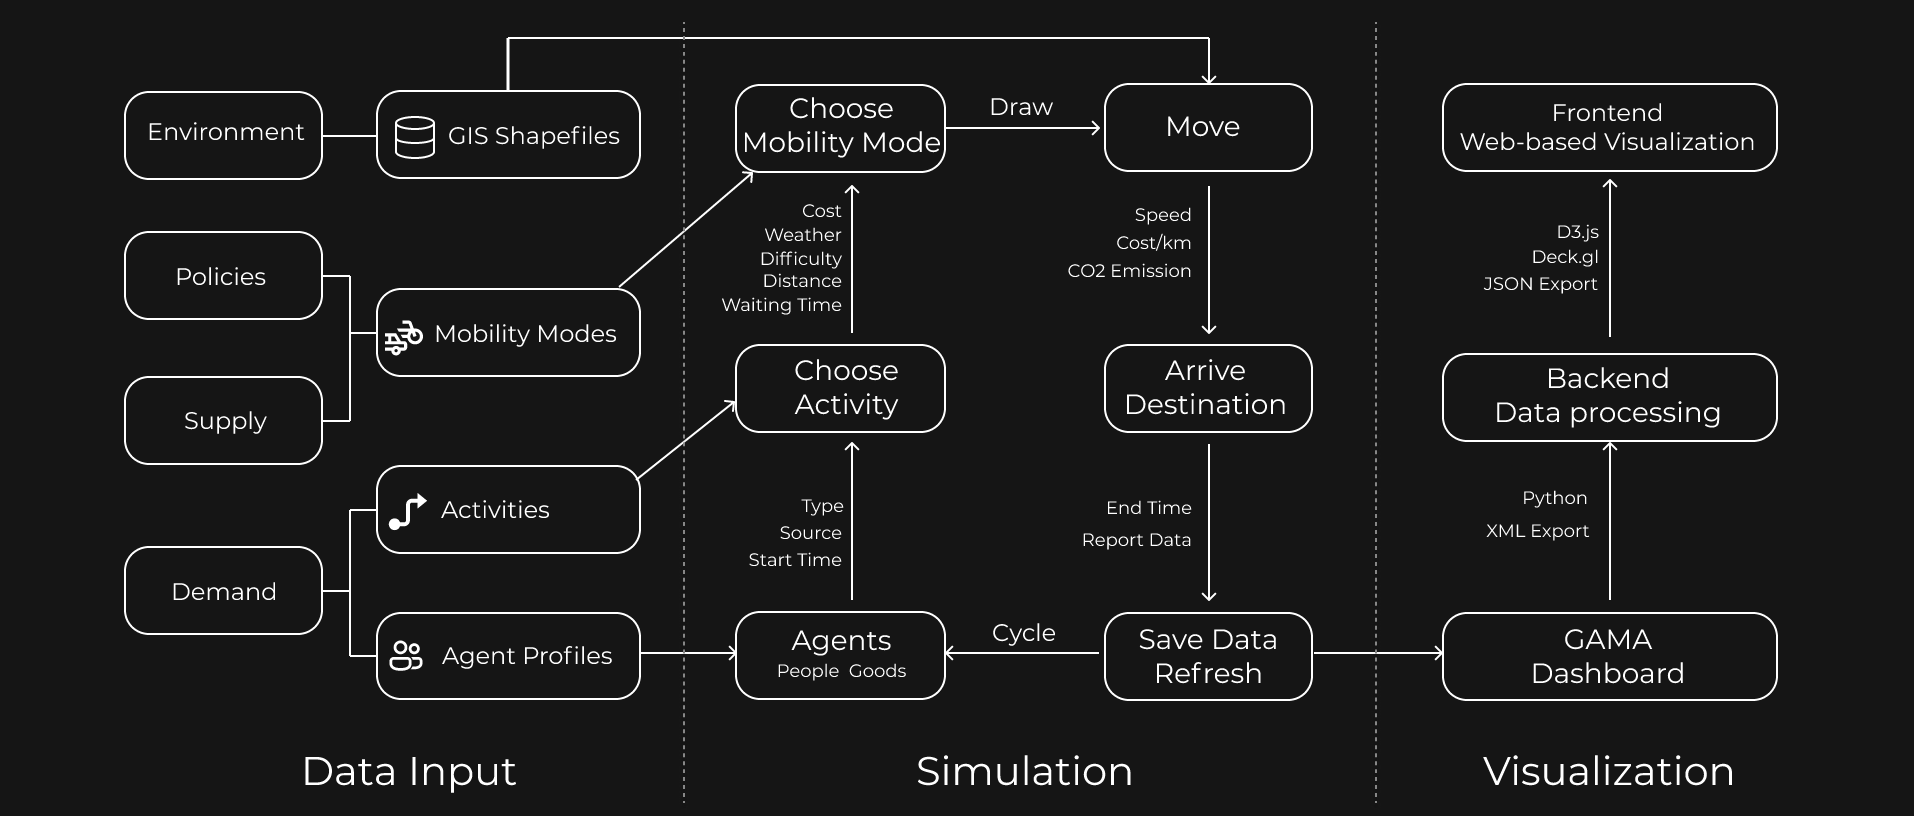 Environment
GIS Shapefiles
Policies
Mobility Modes
Supply
Activities
Demand
Agent Profiles
Data Input
Choose
Mobility Mode
Draw
Move
Cost
Weather
Difficulty
Distance
Waiting Time
Speed
Cost/km
CO2 Emission
Choose
Activity
Arrive
Destination
Type
Source
Start Time
End Time
Report Data
Agents
People Goods
Cycle
Save Data
Refresh
Simulation
Frontend
Web-based Visualization
D3.js
Deck.gl
JSON Export
Backend
Data processing
Python
XML Export
GAMA
Dashboard
Visualization